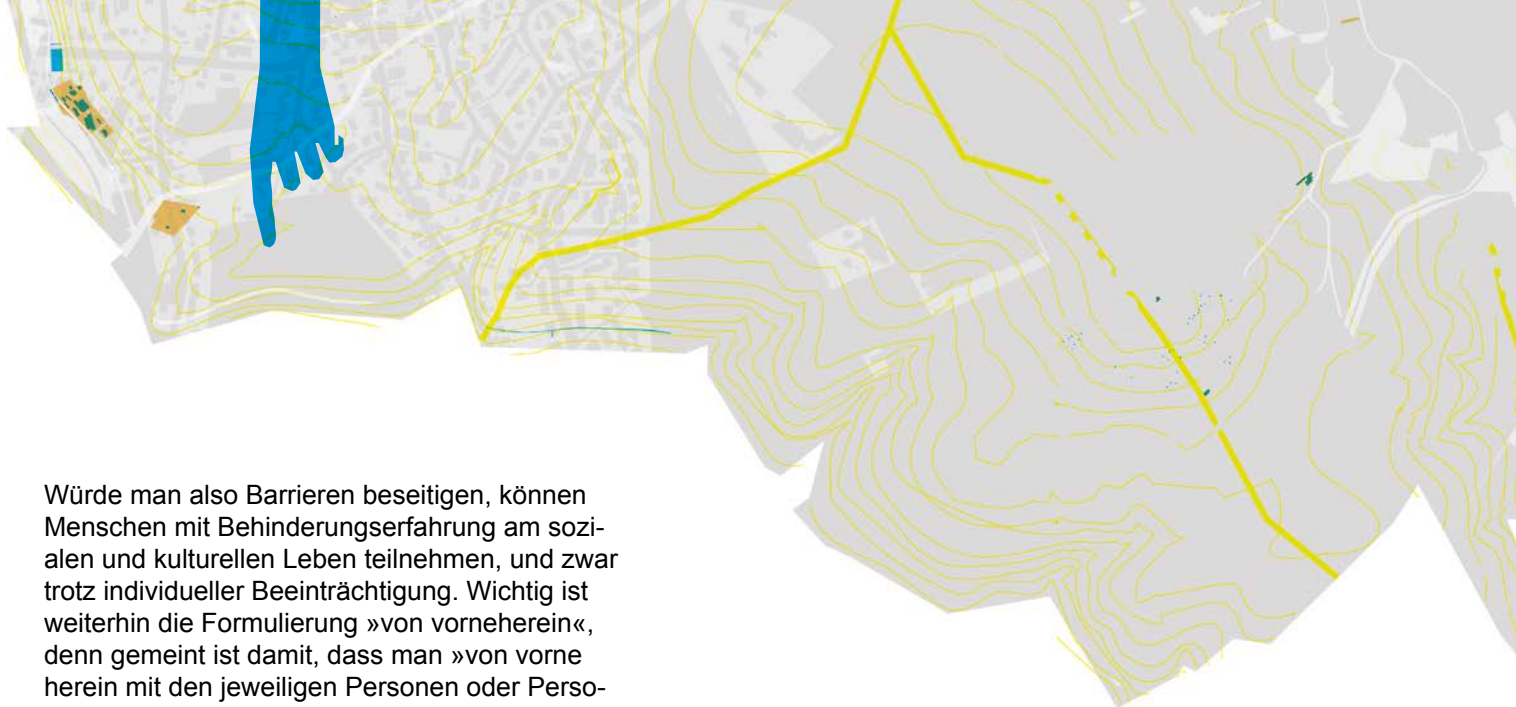 Würde man also Barrieren beseitigen, können
Menschen mit Behinderungserfahrung am sozi-
alen und kulturellen Leben teilnehmen, und zwar
trotz individueller Beeinträchtigung. Wichtig ist
weiterhin die Formulierung »von vorneherein«,
denn gemeint ist damit, dass man »von vorne
herein mit den jeweiligen Personen oder Perso-